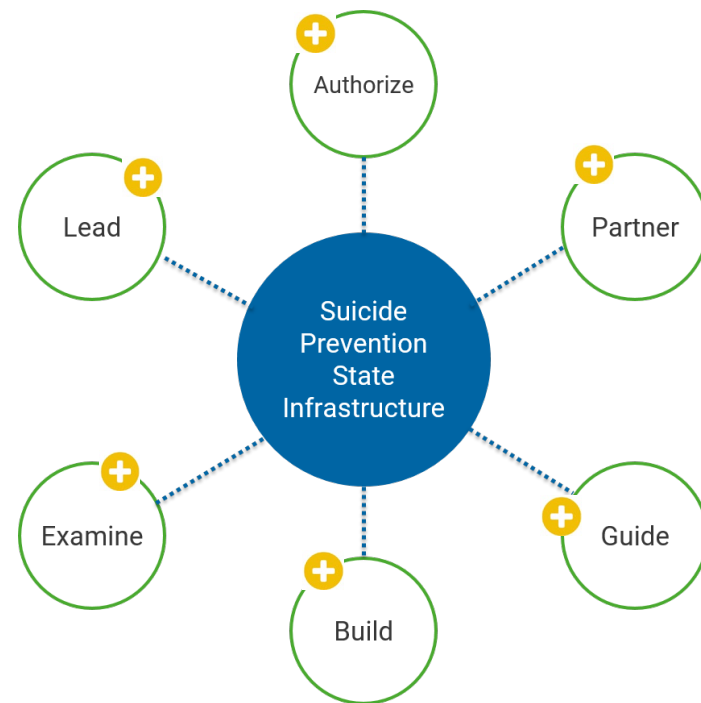 Authorize
Lead
Partner
Suicide
Prevention
State
Infrastructure
Examine
Guide
Build